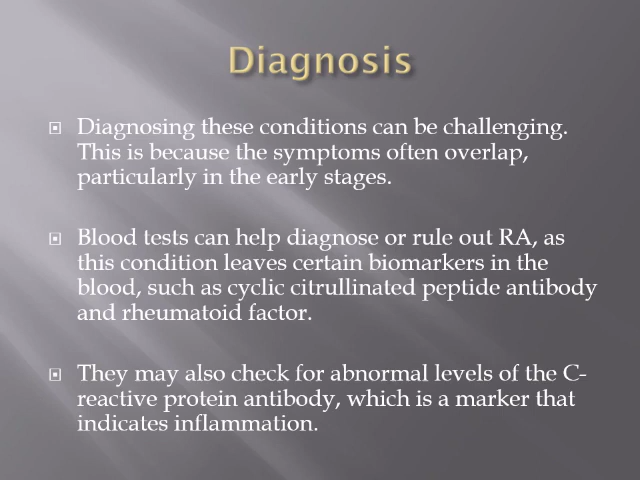 Diagnosis
Diagnosing these conditions can be challenging.
This is because the symptoms often overlap,
particularly in the early stages.
Blood tests can help diagnose or rule out RA, as
this condition leaves certain biomarkers in the
blood, such as cyclic citrullinated peptide antibody
and rheumatoid factor.
They may also check for abnormal levels of the C-
reactive protein antibody, which is a marker that
indicates inflammation.